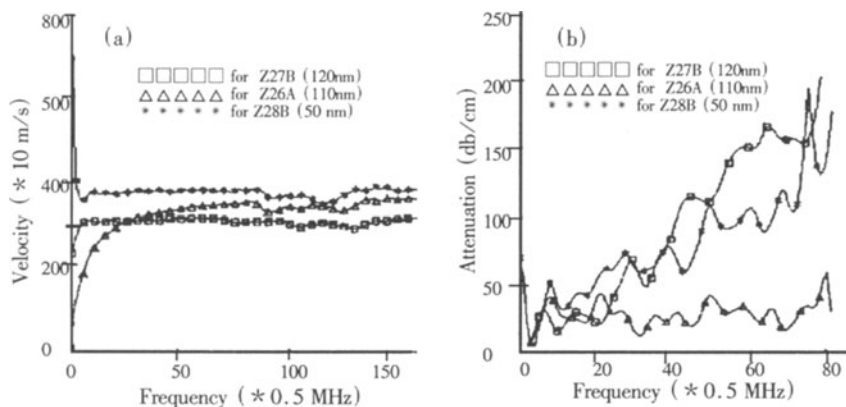 800
(a)
for Z27B (120nm)
for Z26A (110nm)
for Z28B (50 nm)
500
400
200
0
0
50
100
150
Velocity (*10 m/s)
Frequency (*0.5 MHz)
250
(b)
for Z27B (120nm)
for Z26A (110nm)
for Z28B (50 nm)
200
150
100
50
0
0
20
40
60
80
Attenuation (db/cm)
Frequency (*0.5 MHz)